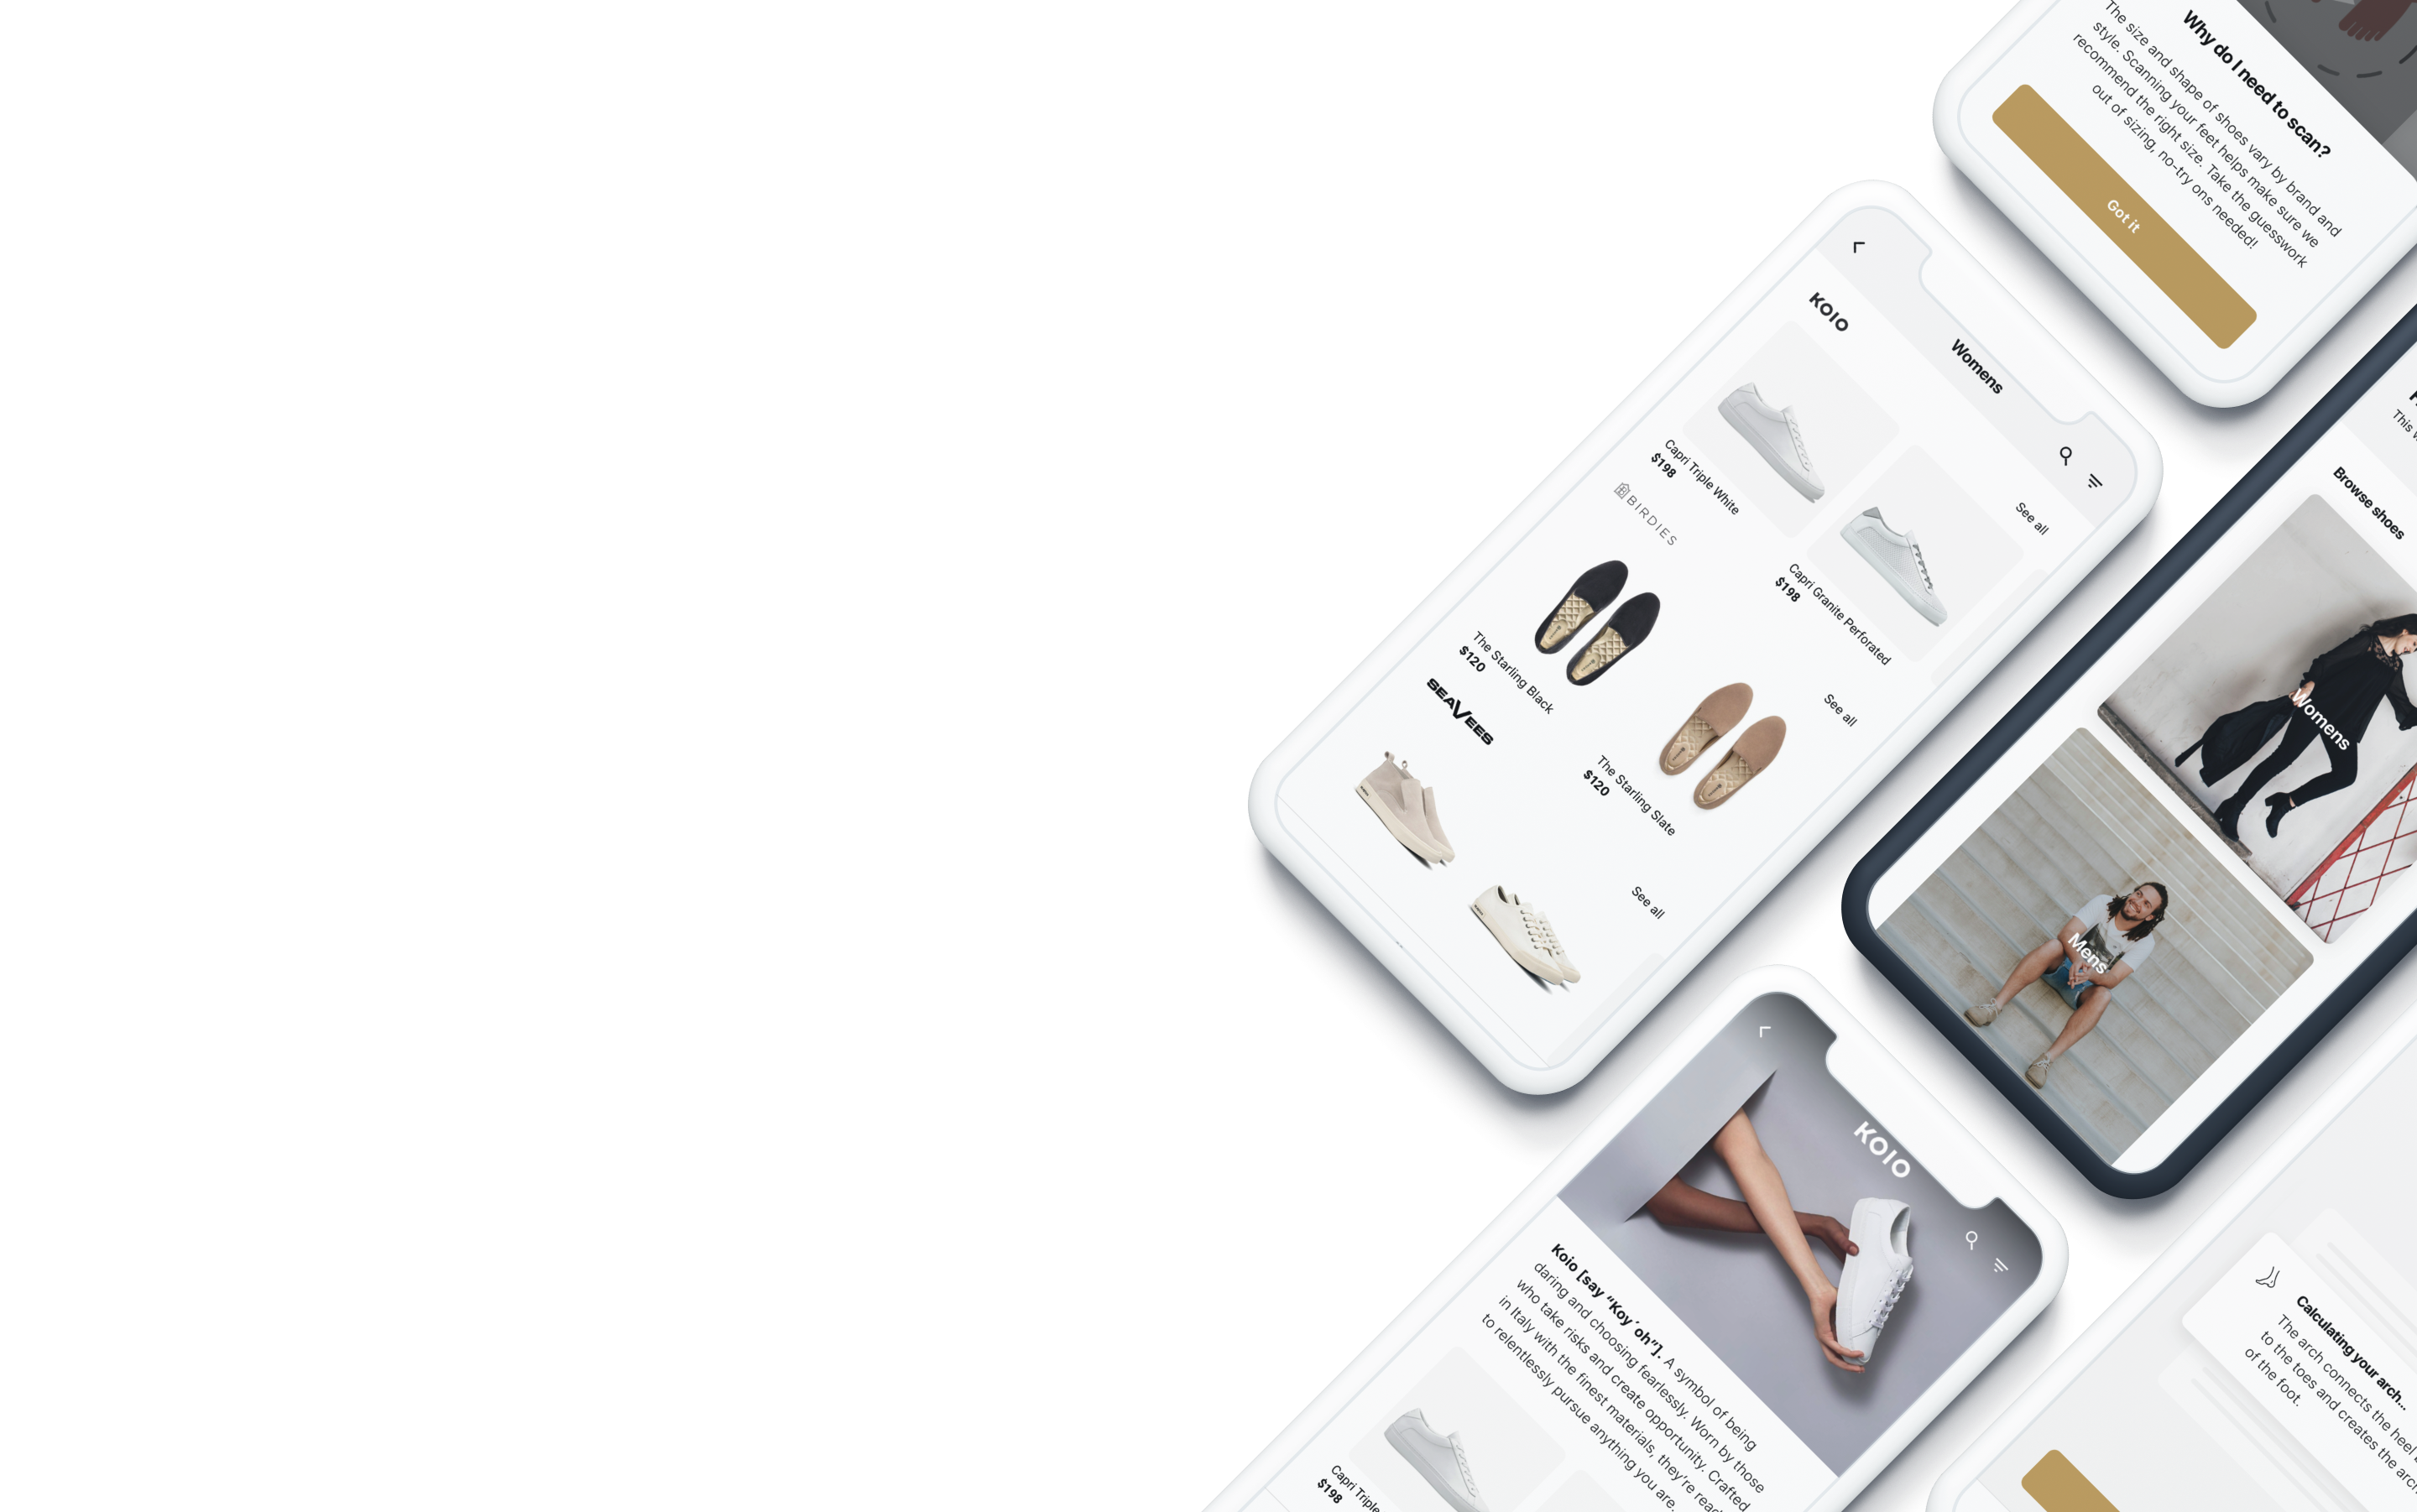 Why do I need to scan?
The size and shape of shoes vary by brand and
style. Scanning your feet helps make sure we
recommend the right size. Take the guesswork
out of sizing, no-try ons needed!
Got it
Womens
KOIO
See all
Capri Triple White
$198
Capri Granite Perforated
$198
BIRDIES
See all
The Starling Black
$120
The Starling Slate
$120
SEAVEES
See all
This
Browse shoes
Womens
Mens
KOIO
Koio [say “Koy´oh”]. A symbol of being
daring and choosing fearlessly. Worn by those
who take risks and create opportunity. Crafted
in Italy with the finest materials, they’re
to relentlessly pursue anything you are.
Capri Triple
$198
Calculating your arch...
The arch connects the heel
to the toes and creates the
of the foot.